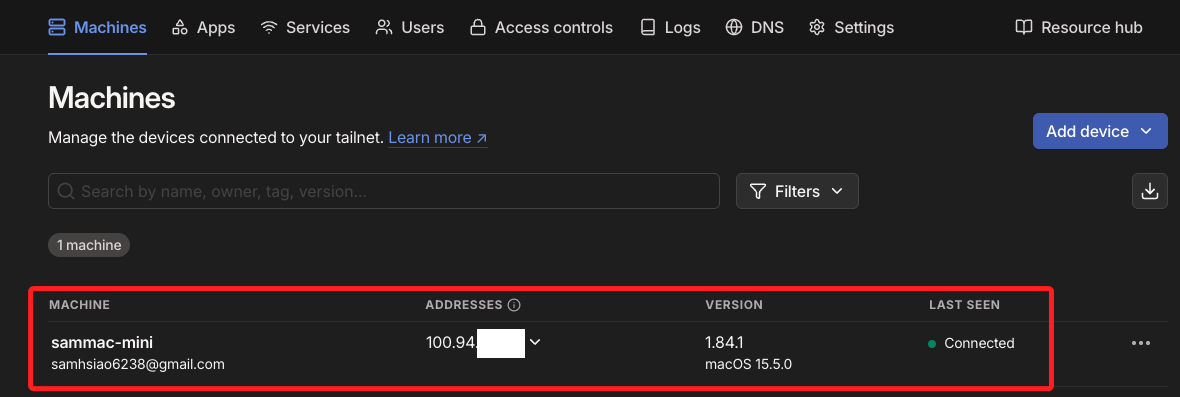 Machines Apps Services Users Access controls Logs DNS Settings Resource hub
Machines
Manage the devices connected to your tailnet. Learn more ↗
Add device
Search by name, owner, tag, version...
Filters
1 machine
MACHINE ADDRESSES VERSION LAST SEEN
sammac-mini 100.94. 1.84.1 Connected
samhsiao6238@gmail.com macOS 15.5.0